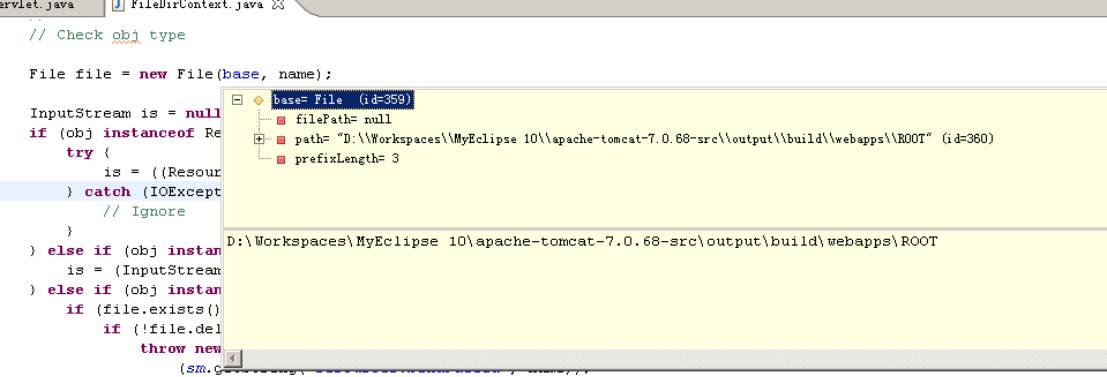 ervlet.java
FileDirContext.java
// Check obj type
File file = new File(base, name);
InputStream is = null
if (obj instanceof Re
try {
is = ((Resour
} catch (IOExcept
// Ignore
}
} else if (obj instan
is = (InputStream
} else if (obj instan
if (file.exists()
if (!file.del
throw new
(sm.
base= File (id=359)
filePath= null
path= "D:\\Workspaces\\MyEclipse 10\\apache-tomcat-7.0.68-src\\output\\build\\webapps\\ROOT" (id=360)
prefixLength= 3
D:\Workspaces\MyEclipse 10\apache-tomcat-7.0.68-src\output\build\webapps\ROOT